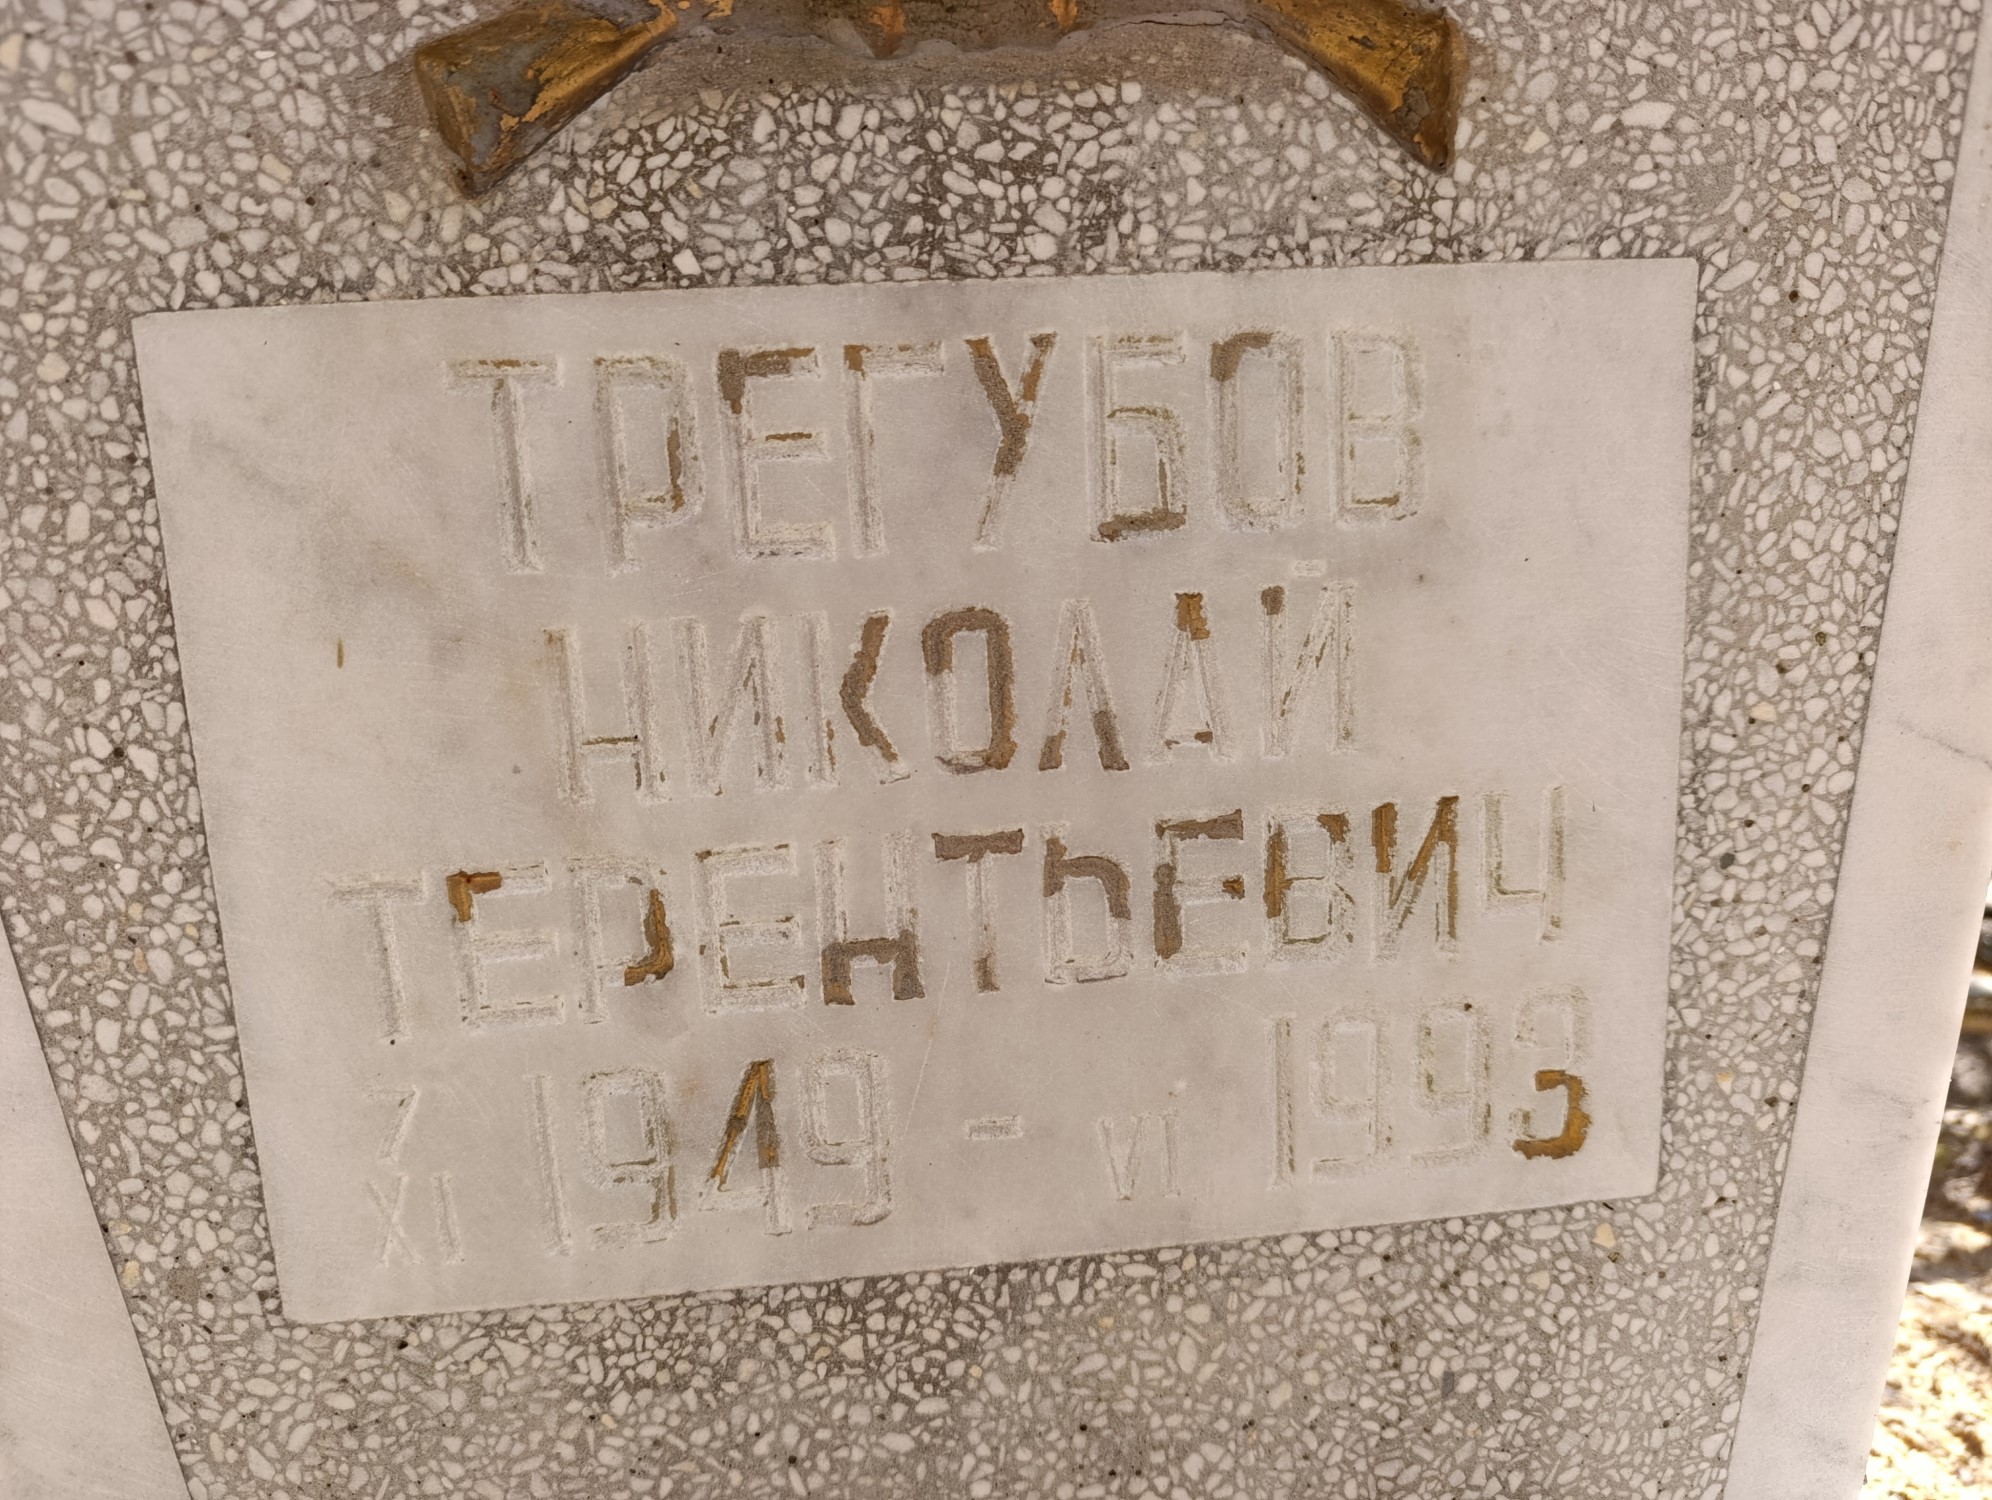 ТРЕГУБОВ
НИКОЛАЙ
ТЕРЕНТЬЕВИЧ
7 XI 1949 - VI 1993